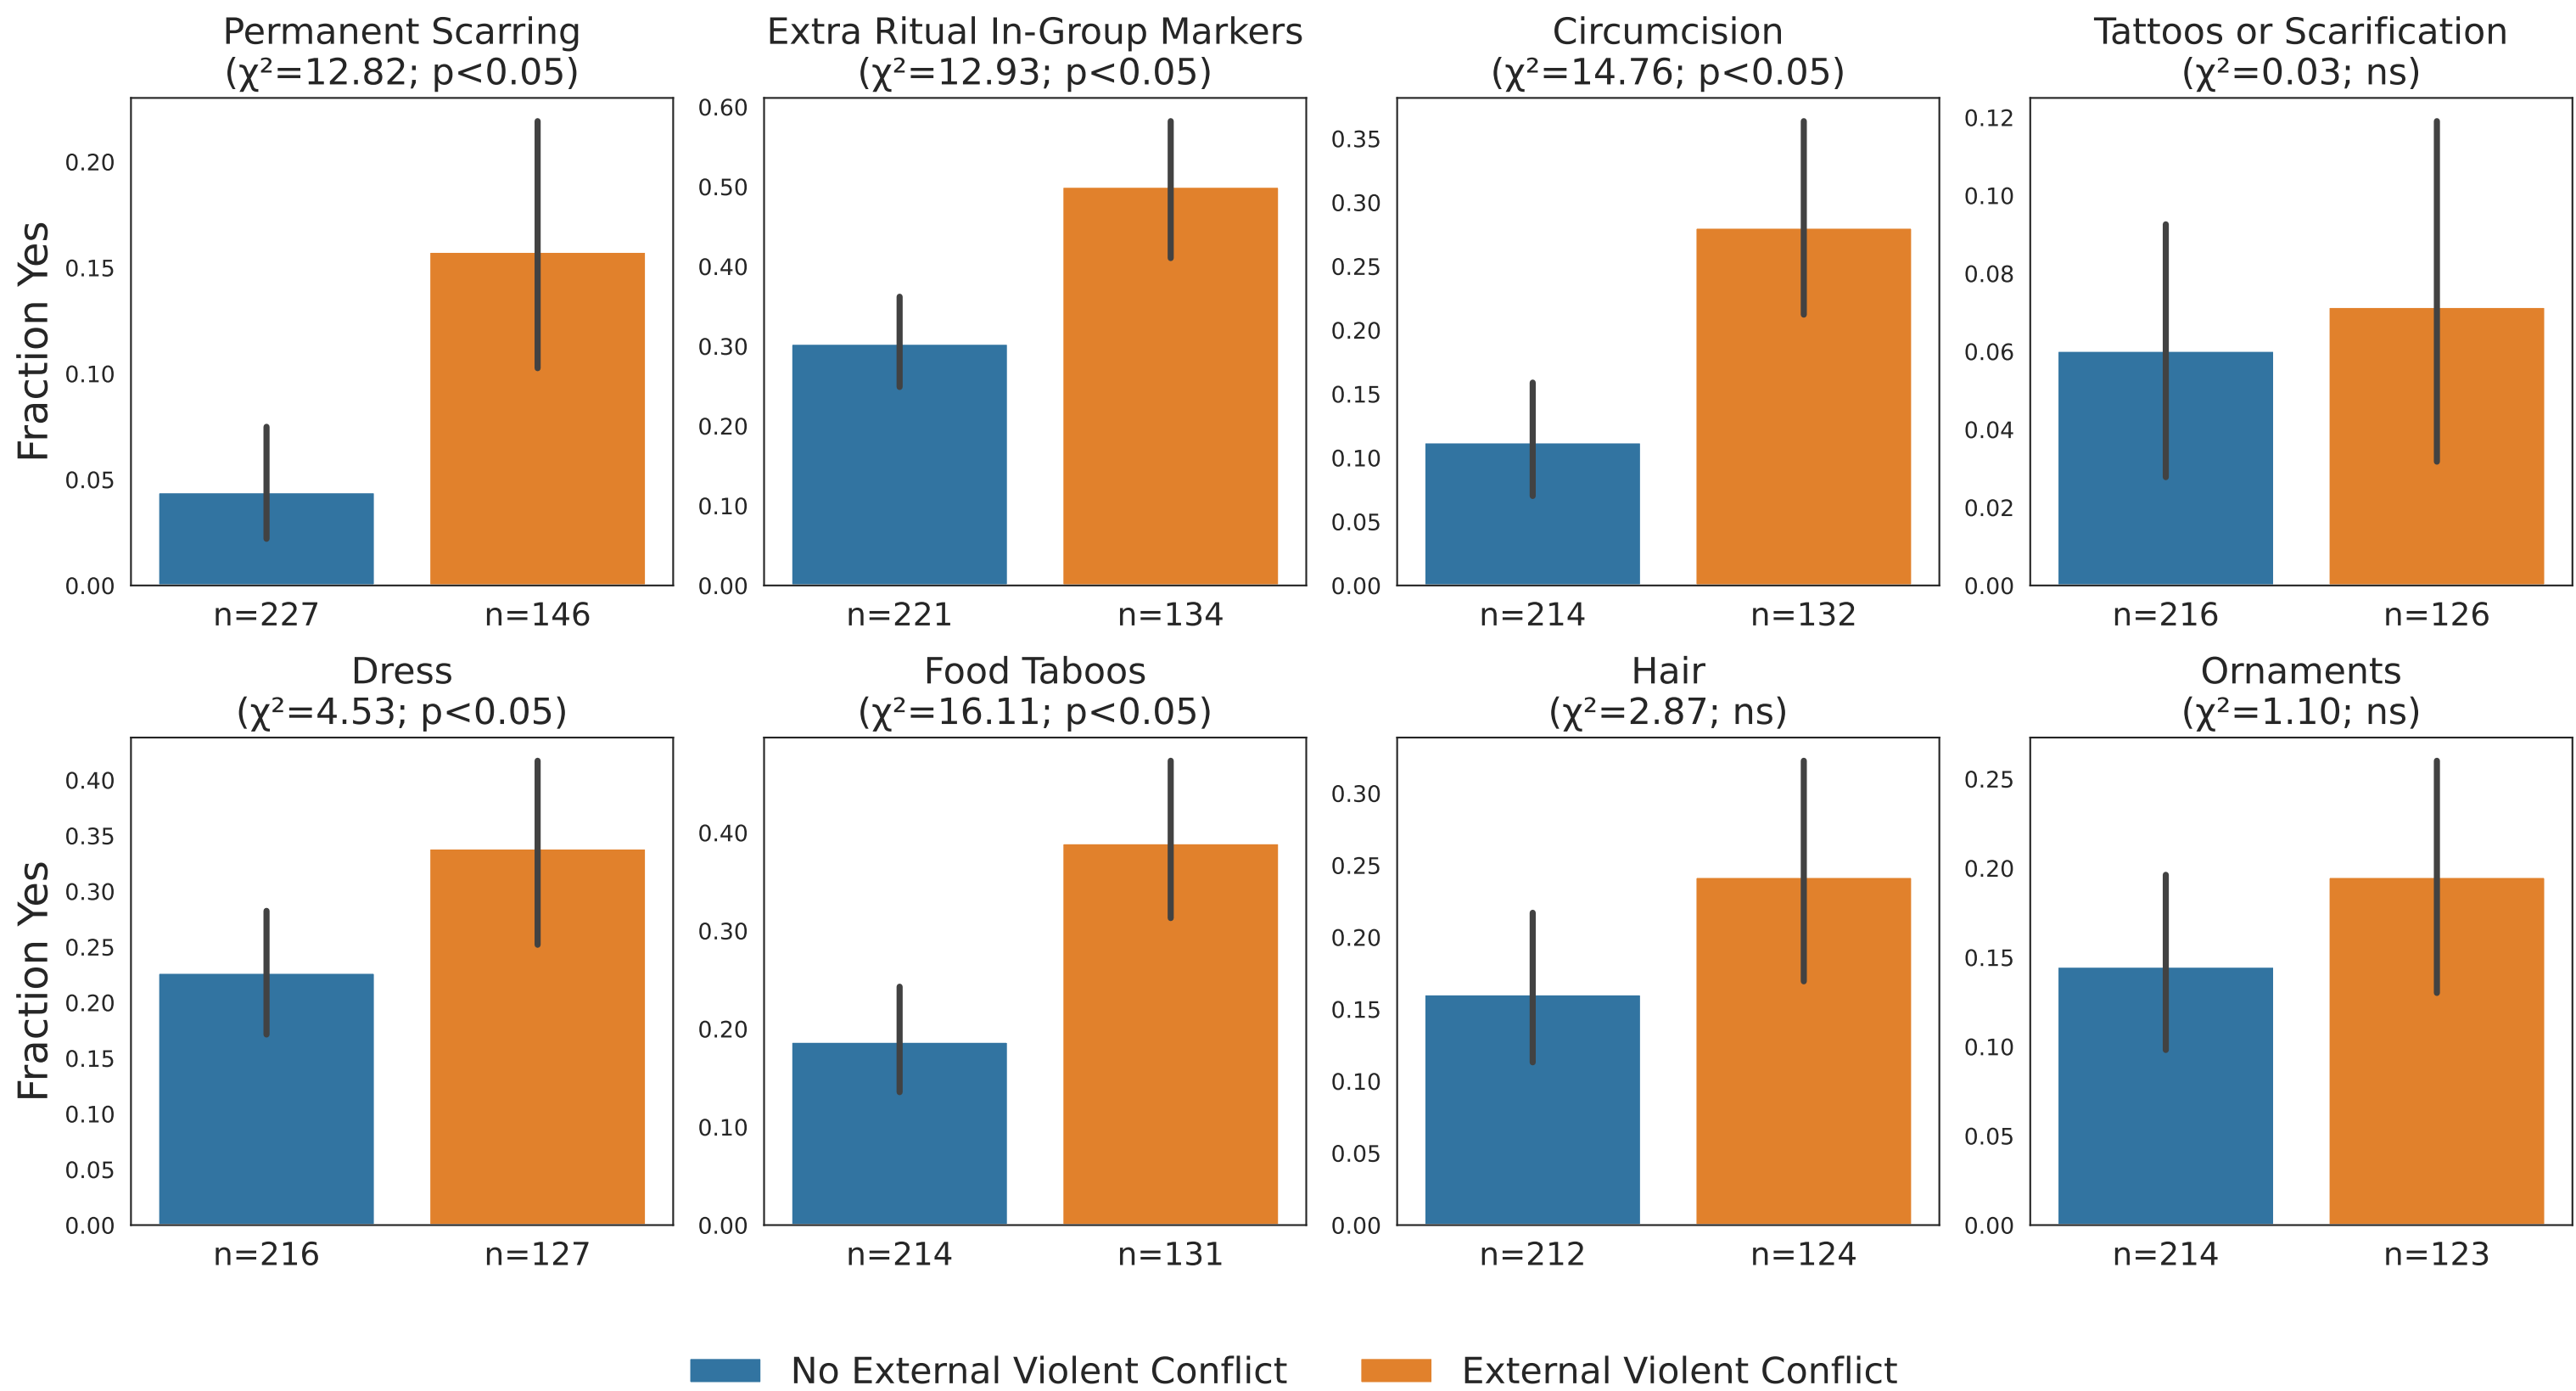 Permanent Scarring
(χ²=12.82; p<0.05)
Fraction Yes
0.20
0.15
0.10
0.05
0.00
n=227 n=146
Extra Ritual In-Group Markers
(χ²=12.93; p<0.05)
0.60
0.50
0.40
0.30
0.20
0.10
0.00
n=221 n=134
Circumcision
(χ²=14.76; p<0.05)
0.35
0.30
0.25
0.20
0.15
0.10
0.05
0.00
n=214 n=132
Tattoos or Scarification
(χ²=0.03; ns)
0.12
0.10
0.08
0.06
0.04
0.02
0.00
n=216 n=126
Dress
(χ²=4.53; p<0.05)
Fraction Yes
0.40
0.35
0.30
0.25
0.20
0.15
0.10
0.05
0.00
n=216 n=127
Food Taboos
(χ²=16.11; p<0.05)
0.40
0.30
0.20
0.10
0.00
n=214 n=131
Hair
(χ²=2.87; ns)
0.30
0.25
0.20
0.15
0.10
0.05
0.00
n=212 n=124
Ornaments
(χ²=1.10; ns)
0.25
0.20
0.15
0.10
0.05
0.00
n=214 n=123
No External Violent Conflict External Violent Conflict